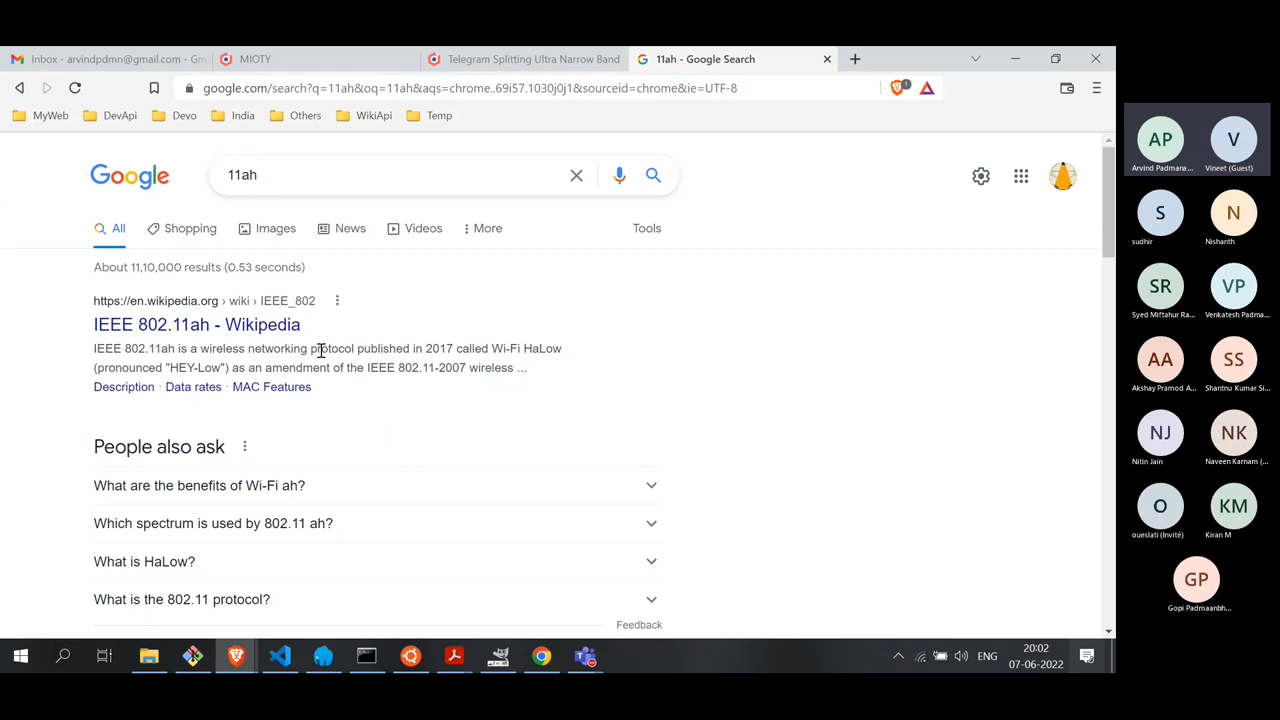 Inbox - arvindpdmn@gmail.com - Gm
MIOTY
Telegram Splitting Ultra Narrow Band
11ah - Google Search
google.com/search?q=11ah&oq=11ah&aqs=chrome..69i57.1030j0j1&sourceid=chrome&ie=UTF-8
1
MyWeb
DevApi
Devo
India
Others
WikiApi
Temp
Google
11ah
All
Shopping
Images
News
Videos
More
Tools
About 11,10,000 results (0.53 seconds)
https://en.wikipedia.org › wiki › IEEE_802
IEEE 802.11ah - Wikipedia
IEEE 802.11ah is a wireless networking protocol published in 2017 called Wi-Fi HaLow
(pronounced "HEY-Low") as an amendment of the IEEE 802.11-2007 wireless ...
Description · Data rates · MAC Features
People also ask
What are the benefits of Wi-Fi ah?
Which spectrum is used by 802.11 ah?
What is HaLow?
What is the 802.11 protocol?
Feedback
ENG
20:02
07-06-2022
AP
Arvind Padmana...
V
Vineet (Guest)
S
sudhir
N
Nishanth
SR
Syed Miftahur Ra...
VP
Venkatesh Padma...
AA
Akshay Pramod A...
SS
Shantnu Kumar Si...
NJ
Nitin Jain
NK
Naveen Karnam (...
O
oueslati (Invité)
KM
Kiran M
GP
Gopi Padmaanbh...